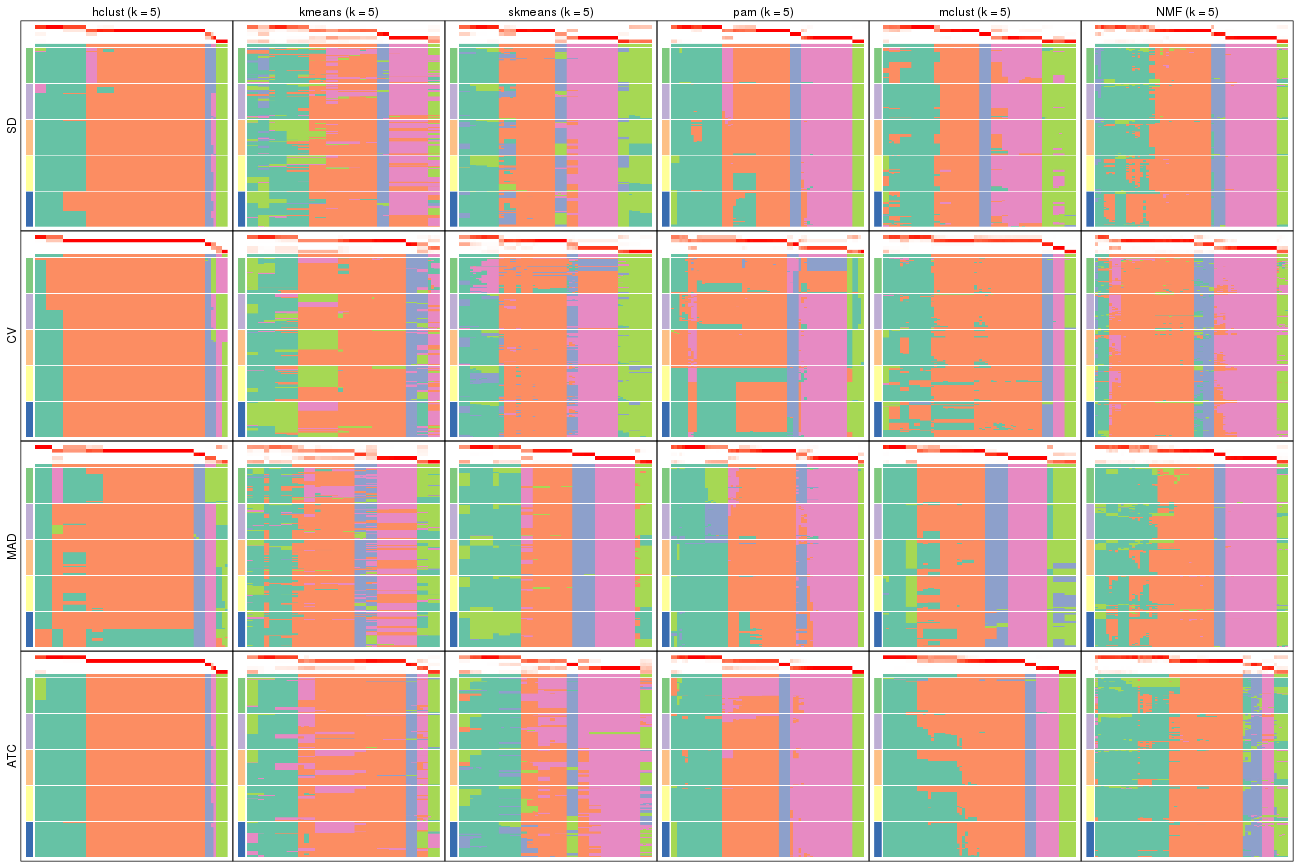 hclust (k = 5) kmeans (k = 5) skmeans (k = 5) pam (k = 5) mclust (k = 5) NMF (k = 5)
SD
CV
MAD
ATC